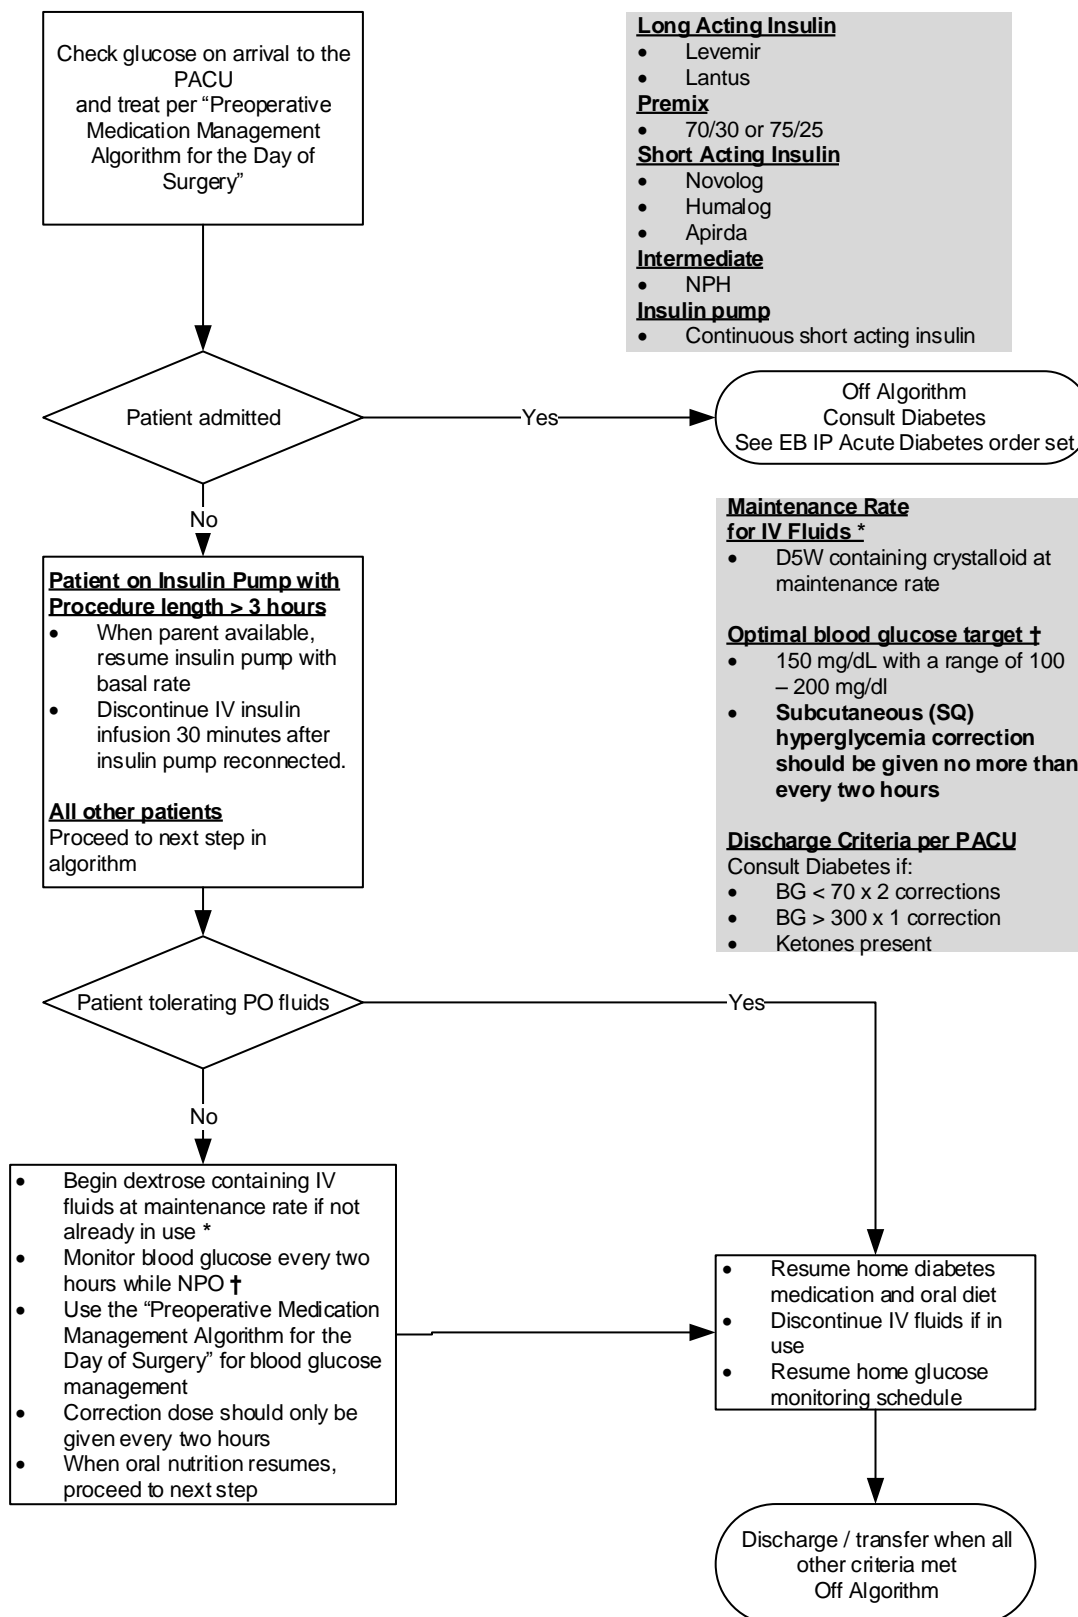 Check glucose on arrival to the
PACU
and treat per “Preoperative
Medication Management
Algorithm for the Day of
Surgery”
Long Acting Insulin
• Levemir
• Lantus
Premix
• 70/30 or 75/25
Short Acting Insulin
• Novolog
• Humalog
• Apirda
Intermediate
• NPH
Insulin pump
• Continuous short acting insulin
Patient admitted
Yes
Off Algorithm
Consult Diabetes
See EB IP Acute Diabetes order set.
No
Patient on Insulin Pump with
Procedure length > 3 hours
• When parent available,
resume insulin pump with
basal rate
• Discontinue IV insulin
infusion 30 minutes after
insulin pump reconnected.
All other patients
Proceed to next step in
algorithm
Maintenance Rate
for IV Fluids *
• D5W containing crystalloid at
maintenance rate
Optimal blood glucose target †
• 150 mg/dL with a range of 100
– 200 mg/dl
• Subcutaneous (SQ)
hyperglycemia correction
should be given no more than
every two hours
Discharge Criteria per PACU
Consult Diabetes if:
• BG < 70 x 2 corrections
• BG > 300 x 1 correction
• Ketones present
Patient tolerating PO fluids
Yes
No
• Begin dextrose containing IV
fluids at maintenance rate if not
already in use *
• Monitor blood glucose every two
hours while NPO †
• Use the “Preoperative Medication
Management Algorithm for the
Day of Surgery” for blood glucose
management
• Correction dose should only be
given every two hours
• When oral nutrition resumes,
proceed to next step
• Resume home diabetes
medication and oral diet
• Discontinue IV fluids if in
use
• Resume home glucose
monitoring schedule
Discharge / transfer when all
other criteria met
Off Algorithm